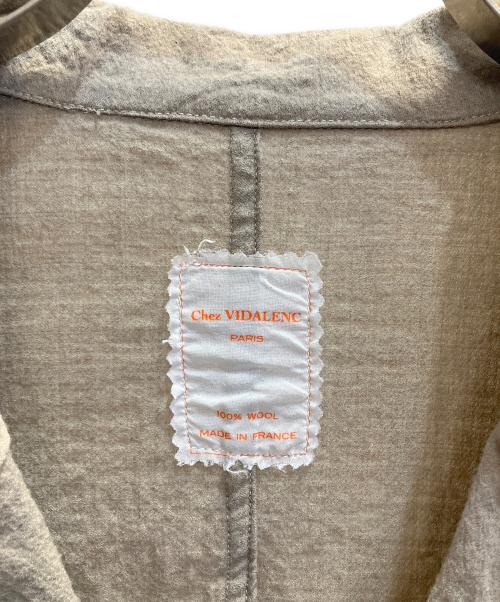 Chez VIDALENC
PARIS
100% WOOL
MADE IN FRANCE